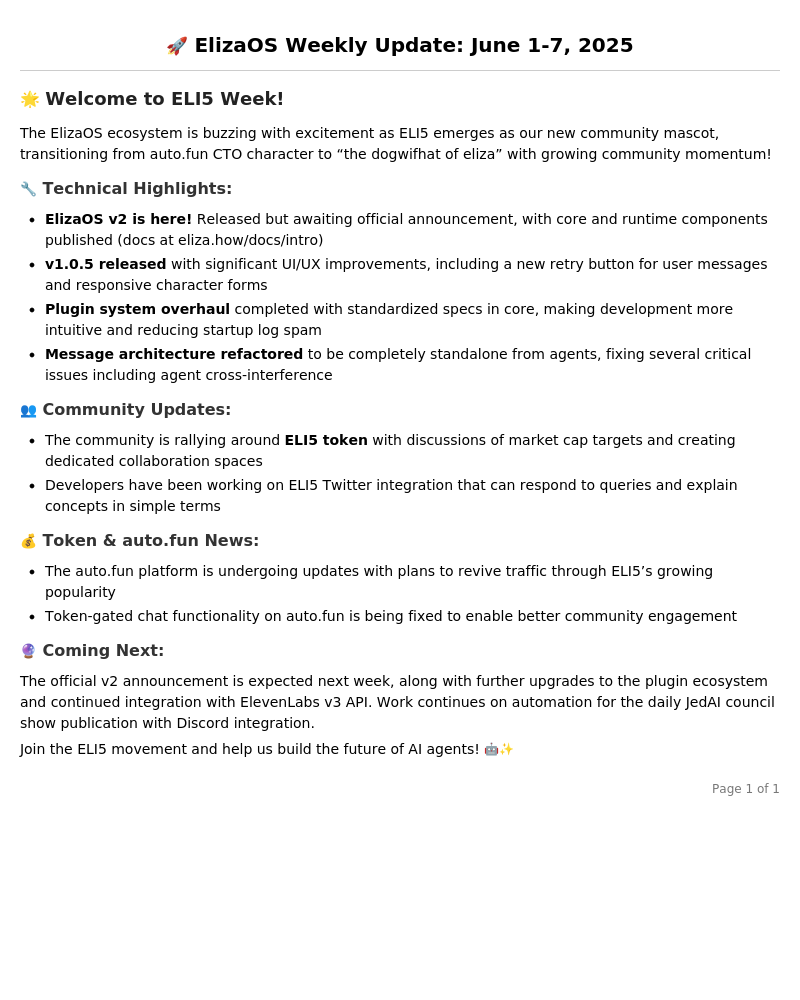 🚀 ElizaOS Weekly Update: June 1-7, 2025
🌟 Welcome to ELI5 Week!
The ElizaOS ecosystem is buzzing with excitement as ELI5 emerges as our new community mascot,
transitioning from auto.fun CTO character to “the dogwifhat of eliza” with growing community momentum!
🔧 Technical Highlights:
• ElizaOS v2 is here! Released but awaiting official announcement, with core and runtime components
published (docs at eliza.how/docs/intro)
• v1.0.5 released with significant UI/UX improvements, including a new retry button for user messages
and responsive character forms
• Plugin system overhaul completed with standardized specs in core, making development more
intuitive and reducing startup log spam
• Message architecture refactored to be completely standalone from agents, fixing several critical
issues including agent cross-interference
👥 Community Updates:
• The community is rallying around ELI5 token with discussions of market cap targets and creating
dedicated collaboration spaces
• Developers have been working on ELI5 Twitter integration that can respond to queries and explain
concepts in simple terms
💰 Token & auto.fun News:
• The auto.fun platform is undergoing updates with plans to revive traffic through ELI5’s growing
popularity
• Token-gated chat functionality on auto.fun is being fixed to enable better community engagement
🔮 Coming Next:
The official v2 announcement is expected next week, along with further upgrades to the plugin ecosystem
and continued integration with ElevenLabs v3 API. Work continues on automation for the daily JedAI council
show publication with Discord integration.
Join the ELI5 movement and help us build the future of AI agents! 🤖✨
Page 1 of 1